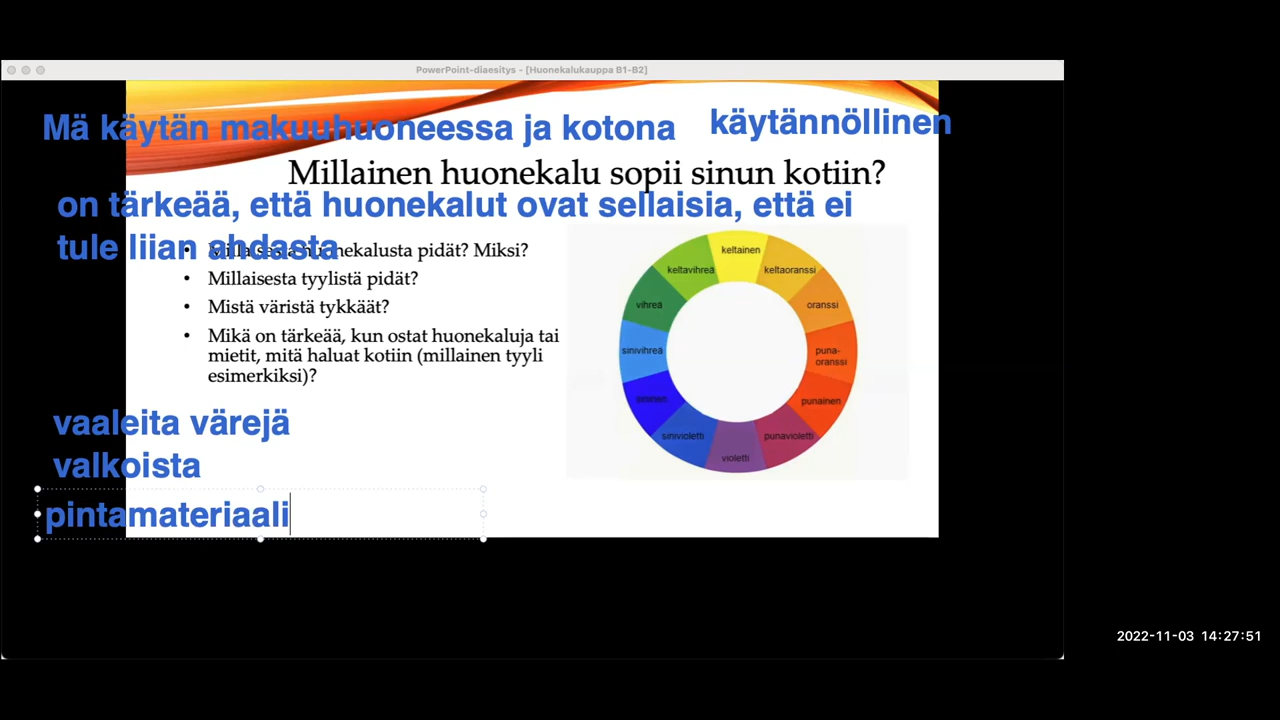 PowerPoint-diaesitys - [Huonekalukauppa B1-B2]
Mä käytän makuuhuoneessa ja kotona
käytännöllinen
Millainen huonekalu sopii sinun kotiin?
on tärkeää, että huonekalut ovat sellaisia, että ei
tule liian ahdasta
• Millaisesta huonekalusta pidät? Miksi?
• Millaisesta tyylistä pidät?
• Mistä väristä tykkäät?
• Mikä on tärkeää, kun ostat huonekaluja tai
mietit, mitä haluat kotiin (millainen tyyli
esimerkiksi)?
keltainen
keltavihreä
keltaoranssi
vihreä
oranssi
sinivihreä
puna-
oranssi
sininen
punainen
sinivioletti
punavioletti
violetti
vaaleita värejä
valkoista
pintamateriaali
2022-11-03 14:27:51